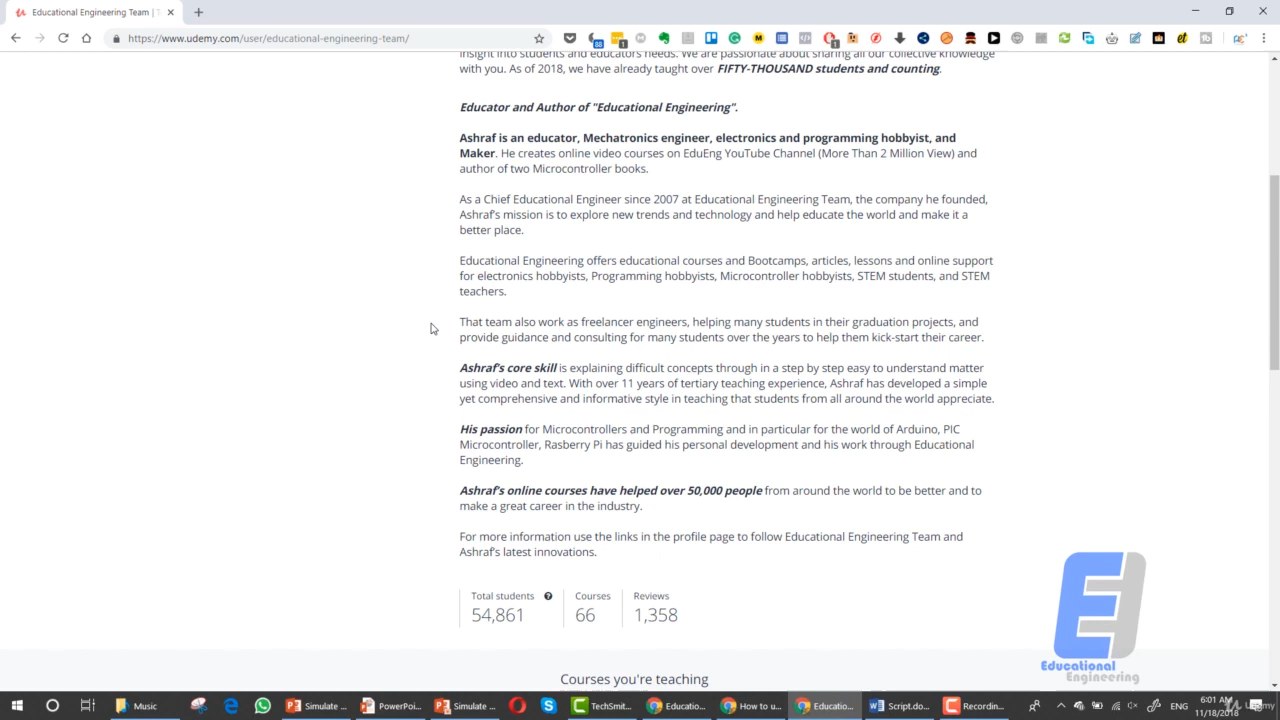 Educational Engineering Team | T
https://www.udemy.com/user/educational-engineering-team/
insight into students and educators needs. We are passionate about sharing all our collective knowledge
with you. As of 2018, we have already taught over FIFTY-THOUSAND students and counting.
Educator and Author of "Educational Engineering".
Ashraf is an educator, Mechatronics engineer, electronics and programming hobbyist, and
Maker. He creates online video courses on EduEng YouTube Channel (More Than 2 Million View) and
author of two Microcontroller books.
As a Chief Educational Engineer since 2007 at Educational Engineering Team, the company he founded,
Ashraf's mission is to explore new trends and technology and help educate the world and make it a
better place.
Educational Engineering offers educational courses and Bootcamps, articles, lessons and online support
for electronics hobbyists, Programming hobbyists, Microcontroller hobbyists, STEM students, and STEM
teachers.
That team also work as freelancer engineers, helping many students in their graduation projects, and
provide guidance and consulting for many students over the years to help them kick-start their career.
Ashraf's core skill is explaining difficult concepts through in a step by step easy to understand matter
using video and text. With over 11 years of tertiary teaching experience, Ashraf has developed a simple
yet comprehensive and informative style in teaching that students from all around the world appreciate.
His passion for Microcontrollers and Programming and in particular for the world of Arduino, PIC
Microcontroller, Rasberry Pi has guided his personal development and his work through Educational
Engineering.
Ashraf's online courses have helped over 50,000 people from around the world to be better and to
make a great career in the industry.
For more information use the links in the profile page to follow Educational Engineering Team and
Ashraf's latest innovations.
Total students Courses Reviews
54,861 66 1,358
Courses you're teaching
Educational
Engineering
Music Simulate ... PowerPoi... Simulate ... TechSmit... Educatio... How to u... Educatio... Script.do... Recordin... ENG 6:01 AM
11/18/2018